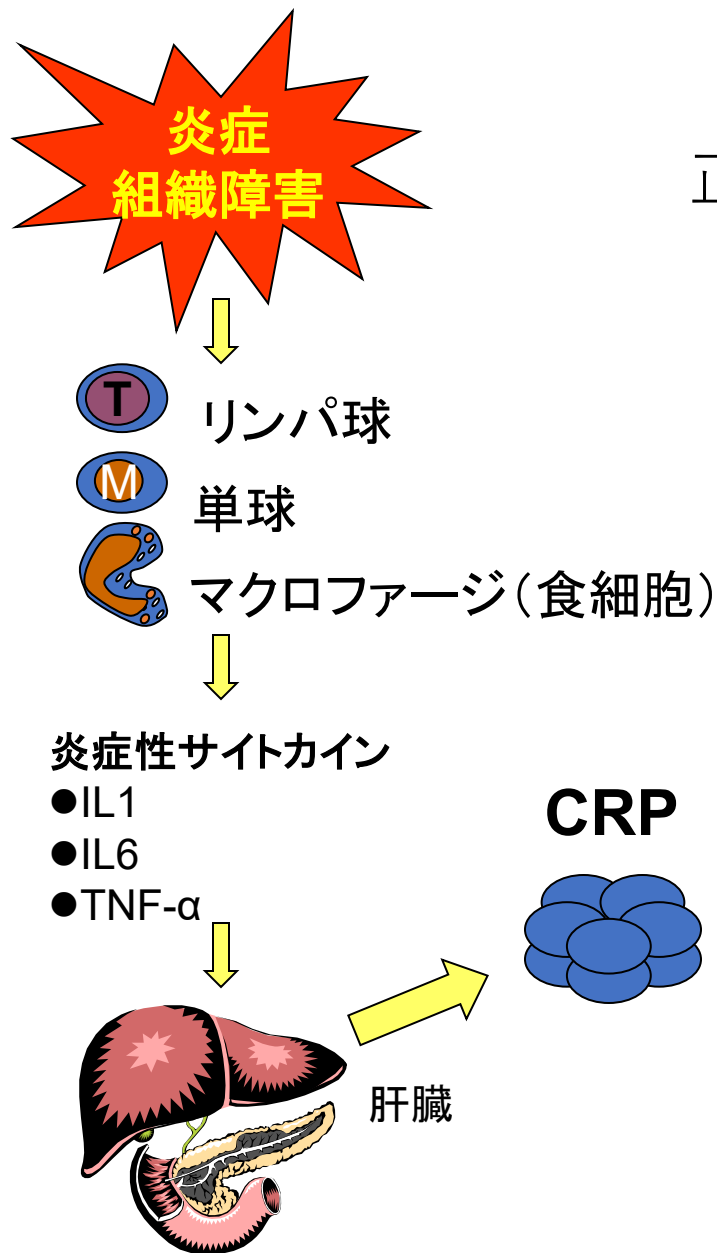 炎症
組織障害
T
リンパ球
M
単球
マクロファージ（食細胞）
炎症性サイトカイン
●IL1
●IL6
●TNF-α
CRP
肝臓